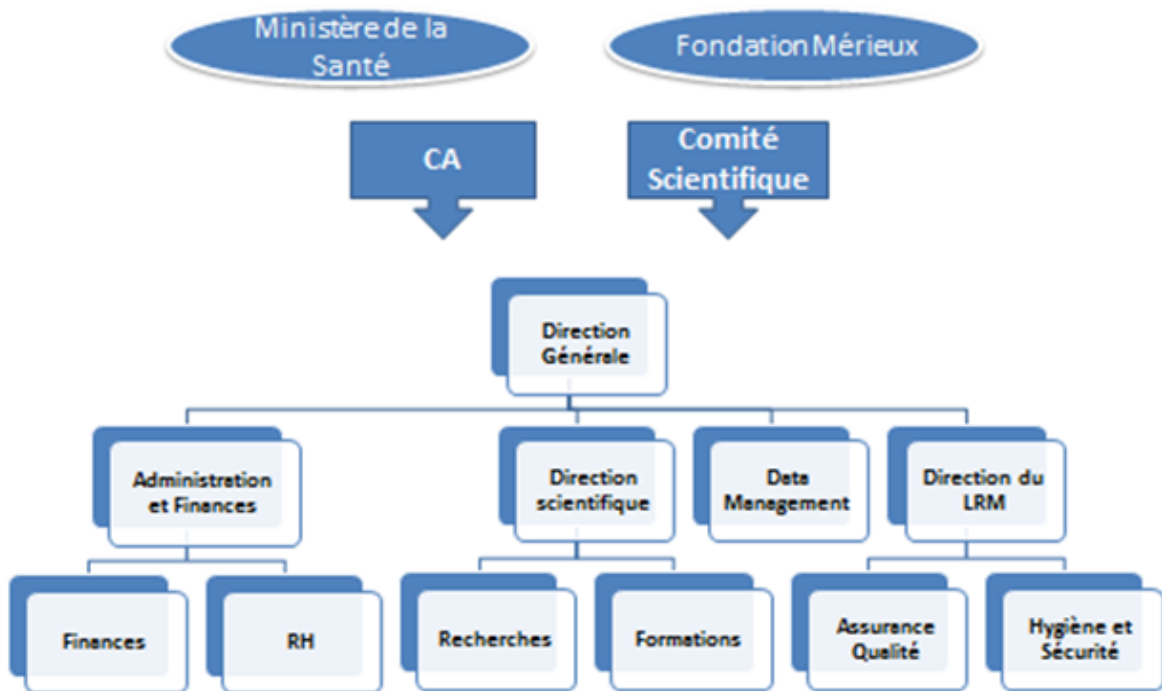 Ministère de la
Santé
Fondation Mérieux
CA
Comité
Scientifique
Direction
Générale
Administration
et Finances
Direction
scientifique
Data
Management
Direction du
LRM
Finances
RH
Recherches
Formations
Assurance
Qualité
Hygiène et
Sécurité